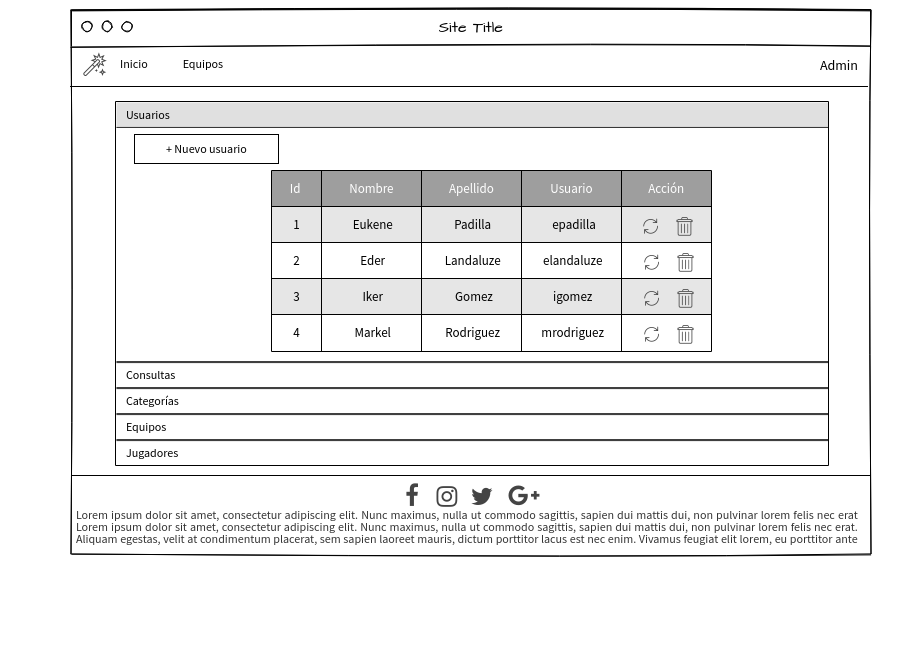 Site Title
Inicio Equipos Admin
Usuarios
+ Nuevo usuario
Id Nombre Apellido Usuario Acción
1 Eukene Padilla epadilla
2 Eder Landaluze elandaluze
3 Iker Gomez igomez
4 Markel Rodriguez mrodriguez
Consultas
Categorías
Equipos
Jugadores
Lorem ipsum dolor sit amet, consectetur adipiscing elit. Nunc maximus, nulla ut commodo sagittis, sapien dui mattis dui, non pulvinar lorem felis nec erat
Lorem ipsum dolor sit amet, consectetur adipiscing elit. Nunc maximus, nulla ut commodo sagittis, sapien dui mattis dui, non pulvinar lorem felis nec erat.
Aliquam egestas, velit at condimentum placerat, sem sapien laoreet mauris, dictum porttitor lacus est nec enim. Vivamus feugiat elit lorem, eu porttitor ante